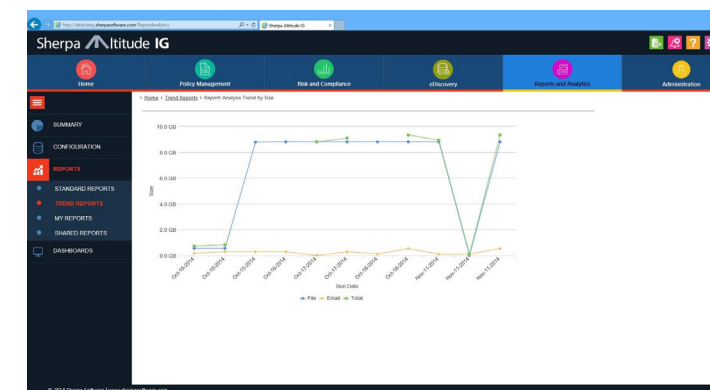 http://altitudeig.sherpasoftware.com/ReportAnalytics
Sherpa Altitude IG
Sherpa Altitude IG
Home
Policy Management
Risk and Compliance
eDiscovery
Reports and Analytics
Administration
> Home > Trend Reports > Reports Analysis Trend by Size
SUMMARY
CONFIGURATION
REPORTS
STANDARD REPORTS
TREND REPORTS
MY REPORTS
SHARED REPORTS
DASHBOARDS
10.0 GB
8.0 GB
6.0 GB
4.0 GB
2.0 GB
0.0 GB
Size
Oct-10-2014
Oct-10-2014
Oct-15-2014
Oct-16-2014
Oct-17-2014
Oct-17-2014
Oct-18-2014
Oct-18-2014
Nov-11-2014
Nov-11-2014
Nov-11-2014
Run Date
File
Email
Total